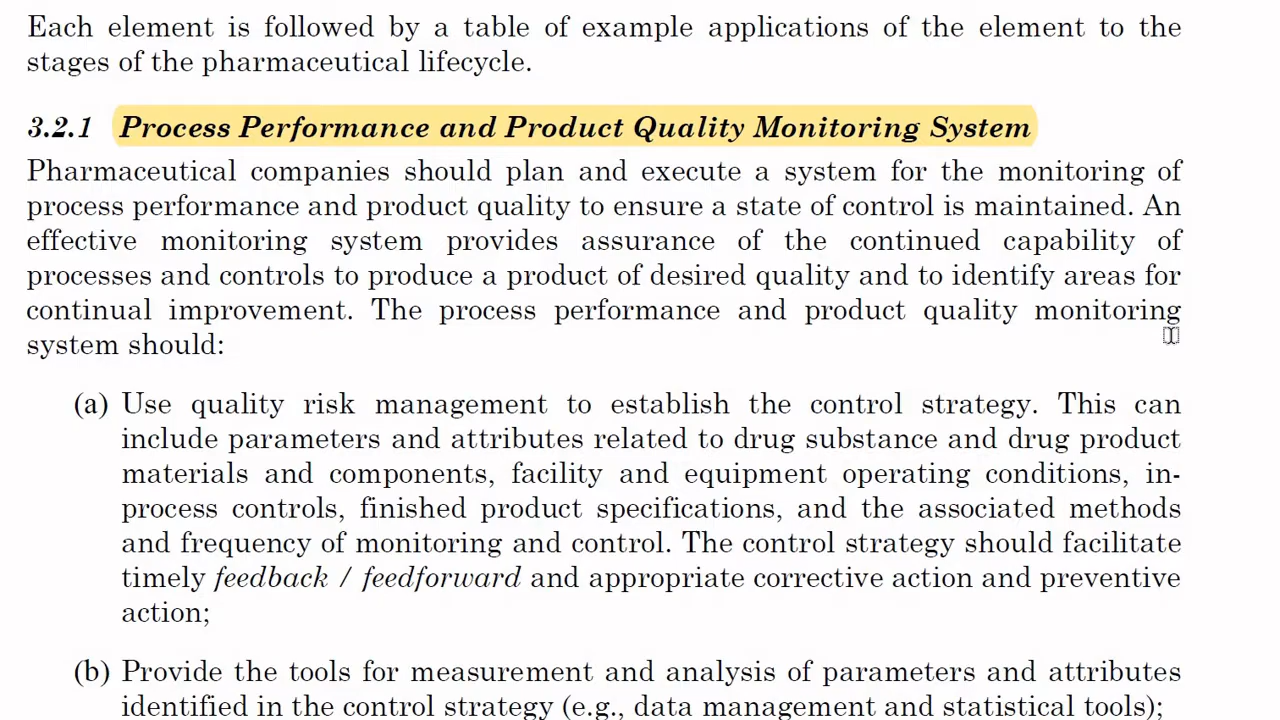 Each element is followed by a table of example applications of the element to the
stages of the pharmaceutical lifecycle.
3.2.1 Process Performance and Product Quality Monitoring System
Pharmaceutical companies should plan and execute a system for the monitoring of
process performance and product quality to ensure a state of control is maintained. An
effective monitoring system provides assurance of the continued capability of
processes and controls to produce a product of desired quality and to identify areas for
continual improvement. The process performance and product quality monitoring
system should:
(a) Use quality risk management to establish the control strategy. This can
include parameters and attributes related to drug substance and drug product
materials and components, facility and equipment operating conditions, in-
process controls, finished product specifications, and the associated methods
and frequency of monitoring and control. The control strategy should facilitate
timely feedback / feedforward and appropriate corrective action and preventive
action;
(b) Provide the tools for measurement and analysis of parameters and attributes
identified in the control strategy (e.g., data management and statistical tools);